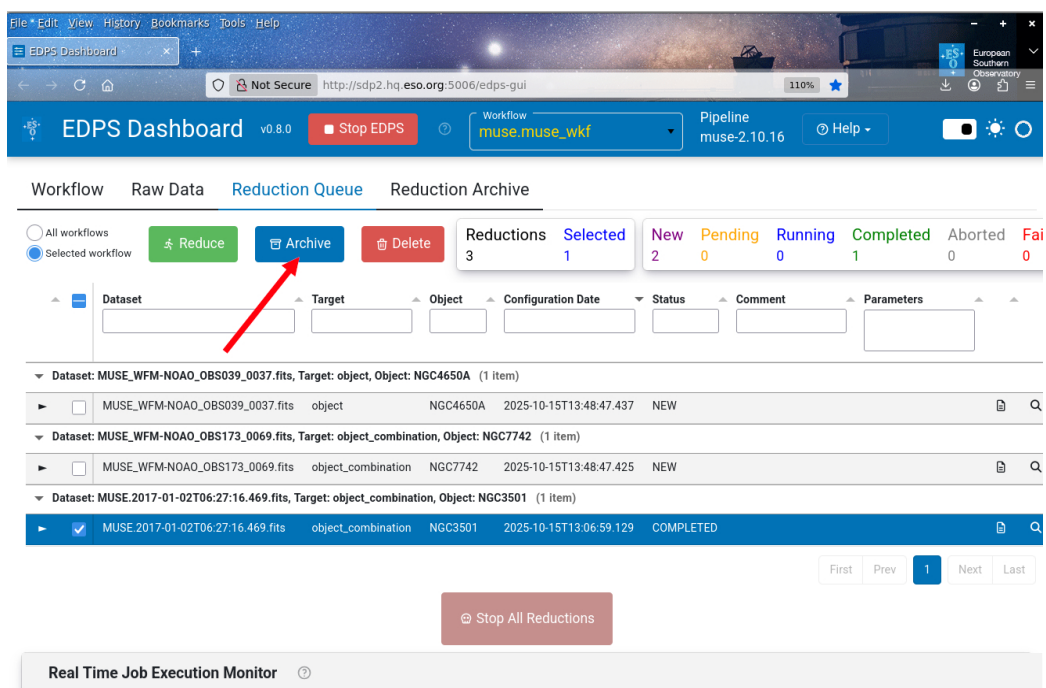 File Edit View History Bookmarks Tools Help
EDPS Dashboard
ESO
European
Southern
Observatory
Not Secure http://sdp2.hq.eso.org:5006/edps-gui 110%
EDPS Dashboard v0.8.0 Stop EDPS ? Workflow
muse.muse_wkf
Pipeline
muse-2.10.16
? Help
Workflow Raw Data Reduction Queue Reduction Archive
All workflows
Selected workflow
Reduce Archive Delete
Reductions Selected New Pending Running Completed Aborted Fai
3 1 2 0 0 1 0 0
Dataset Target Object Configuration Date Status Comment Parameters
Dataset: MUSE_WFM-NOAO_OBS039_0037.fits, Target: object, Object: NGC4650A (1 item)
MUSE_WFM-NOAO_OBS039_0037.fits object NGC4650A 2025-10-15T13:48:47.437 NEW
Dataset: MUSE_WFM-NOAO_OBS173_0069.fits, Target: object_combination, Object: NGC7742 (1 item)
MUSE_WFM-NOAO_OBS173_0069.fits object_combination NGC7742 2025-10-15T13:48:47.425 NEW
Dataset: MUSE.2017-01-02T06:27:16.469.fits, Target: object_combination, Object: NGC3501 (1 item)
MUSE.2017-01-02T06:27:16.469.fits object_combination NGC3501 2025-10-15T13:06:59.129 COMPLETED
First Prev 1 Next Last
Stop All Reductions
Real Time Job Execution Monitor ?